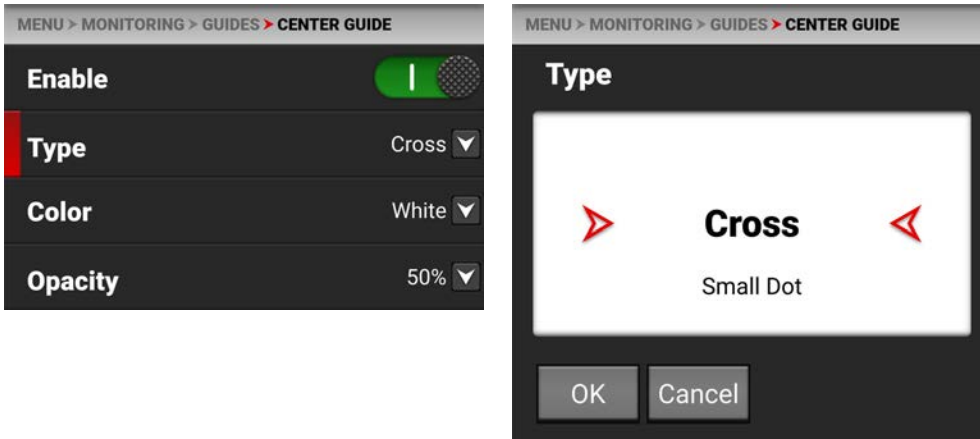 MENU > MONITORING > GUIDES > CENTER GUIDE
Enable
Type Cross
Color White
Opacity 50%
MENU > MONITORING > GUIDES > CENTER GUIDE
Type
Cross
Small Dot
OK Cancel